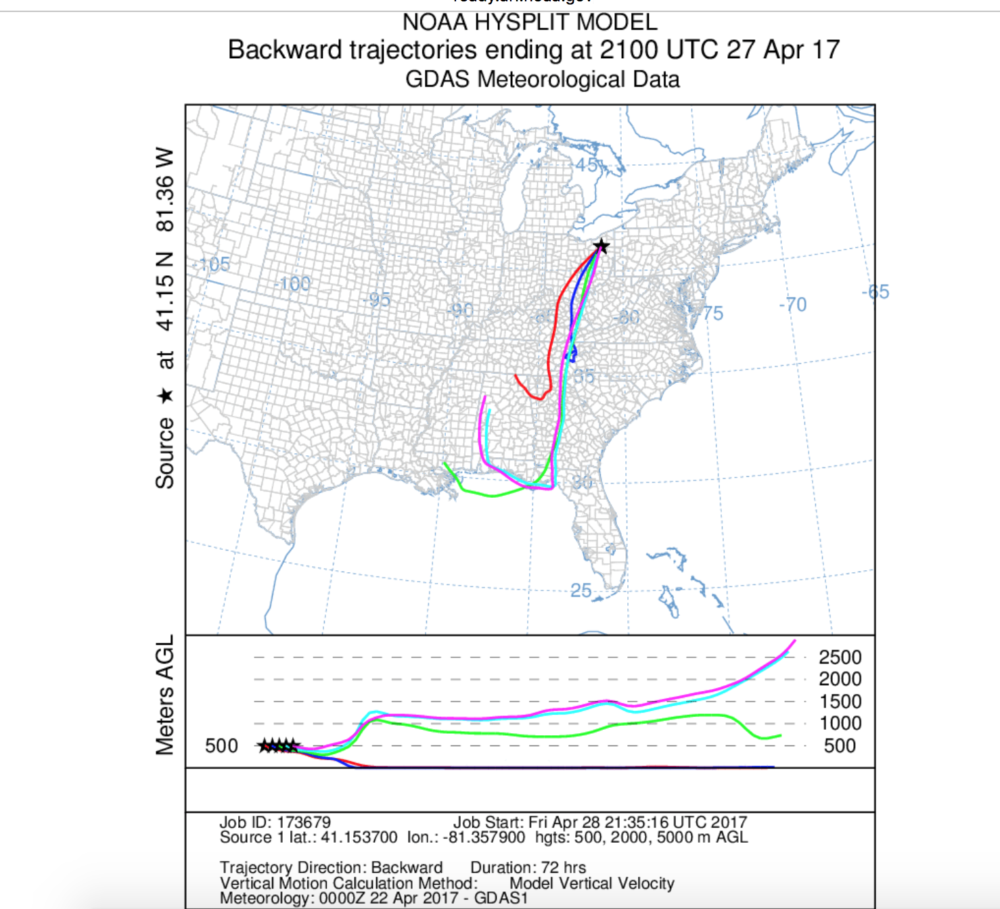 NOAA HYSPLIT MODEL
Backward trajectories ending at 2100 UTC 27 Apr 17
GDAS Meteorological Data
Source ★ at 41.15 N 81.36 W
45
-105
-100
-95
-90
-80
-75
-70
-65
35
30
25
Meters AGL
2500
2000
1500
1000
500
500
Job ID: 173679 Job Start: Fri Apr 28 21:35:16 UTC 2017
Source 1 lat.: 41.153700 lon.: -81.357900 hgts: 500, 2000, 5000 m AGL
Trajectory Direction: Backward Duration: 72 hrs
Vertical Motion Calculation Method: Model Vertical Velocity
Meteorology: 0000Z 22 Apr 2017 - GDAS1